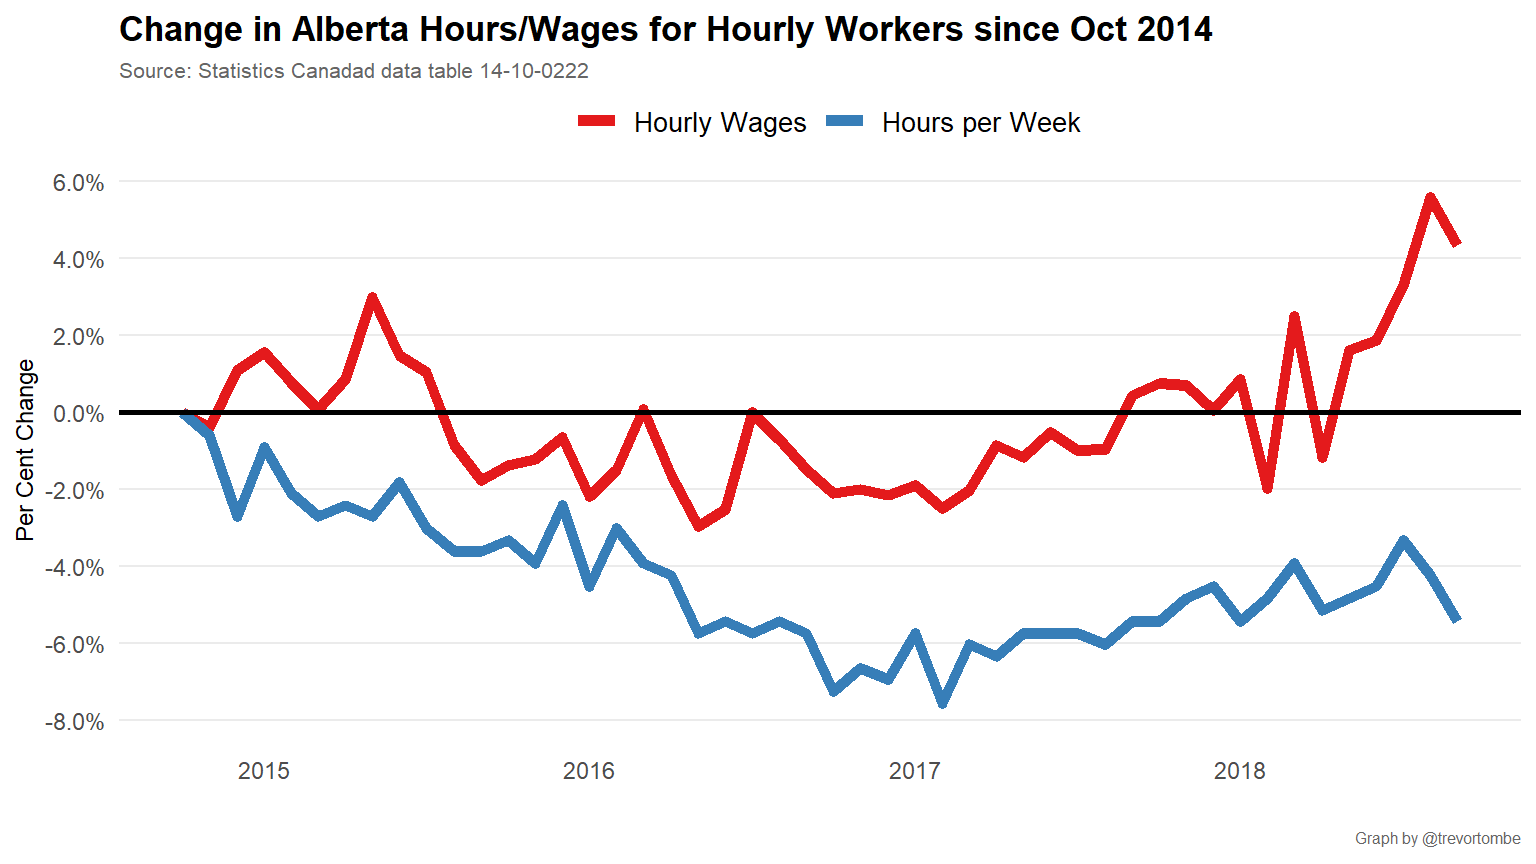 Change in Alberta Hours/Wages for Hourly Workers since Oct 2014
Source: Statistics Canadad data table 14-10-0222
Hourly Wages Hours per Week
6.0%
4.0%
2.0%
0.0%
-2.0%
-4.0%
-6.0%
-8.0%
Per Cent Change
2015 2016 2017 2018
Graph by @trevortombe